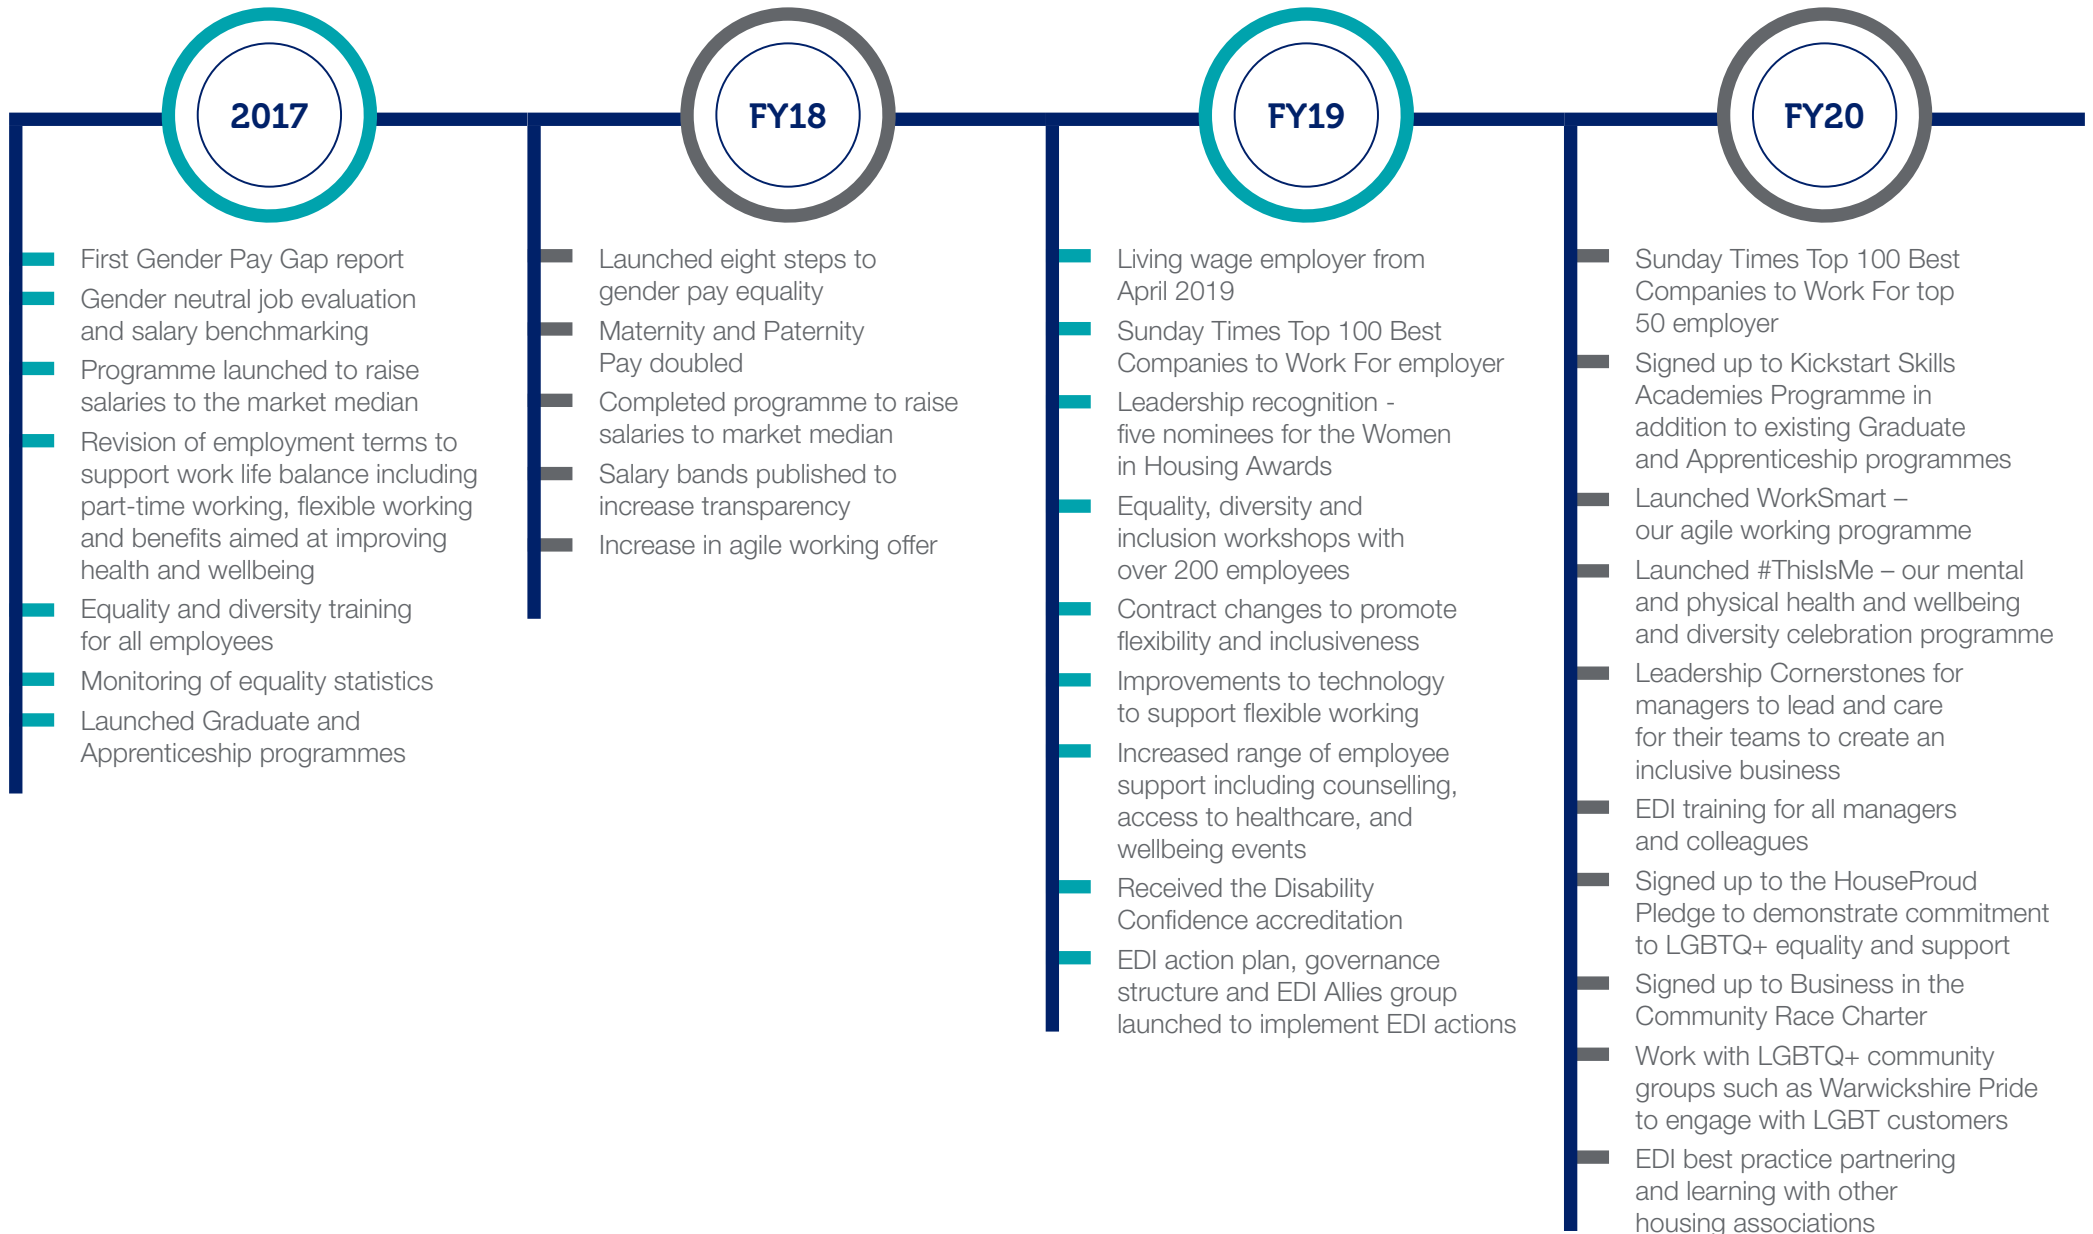 2017
First Gender Pay Gap report
Gender neutral job evaluation
and salary benchmarking
Programme launched to raise
salaries to the market median
Revision of employment terms to
support work life balance including
part-time working, flexible working
and benefits aimed at improving
health and wellbeing
Equality and diversity training
for all employees
Monitoring of equality statistics
Launched Graduate and
Apprenticeship programmes
FY18
Launched eight steps to
gender pay equality
Maternity and Paternity
Pay doubled
Completed programme to raise
salaries to market median
Salary bands published to
increase transparency
Increase in agile working offer
FY19
Living wage employer from
April 2019
Sunday Times Top 100 Best
Companies to Work For employer
Leadership recognition -
five nominees for the Women
in Housing Awards
Equality, diversity and
inclusion workshops with
over 200 employees
Contract changes to promote
flexibility and inclusiveness
Improvements to technology
to support flexible working
Increased range of employee
support including counselling,
access to healthcare, and
wellbeing events
Received the Disability
Confidence accreditation
EDI action plan, governance
structure and EDI Allies group
launched to implement EDI actions
FY20
Sunday Times Top 100 Best
Companies to Work For top
50 employer
Signed up to Kickstart Skills
Academies Programme in
addition to existing Graduate
and Apprenticeship programmes
Launched WorkSmart –
our agile working programme
Launched #ThisIsMe – our mental
and physical health and wellbeing
and diversity celebration programme
Leadership Cornerstones for
managers to lead and care
for their teams to create an
inclusive business
EDI training for all managers
and colleagues
Signed up to the HouseProud
Pledge to demonstrate commitment
to LGBTQ+ equality and support
Signed up to Business in the
Community Race Charter
Work with LGBTQ+ community
groups such as Warwickshire Pride
to engage with LGBT customers
EDI best practice partnering
and learning with other
housing associations